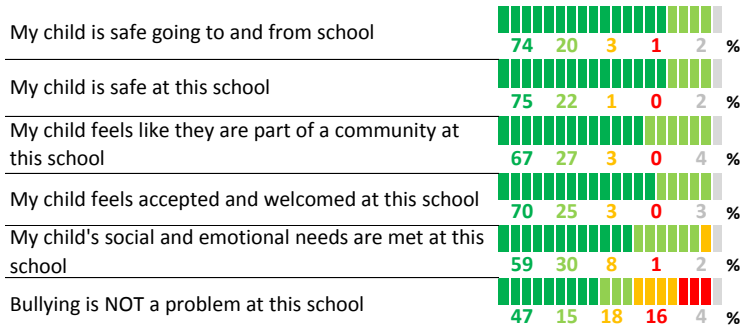 My child is safe going to and from school
74 20 3 1 2 %
My child is safe at this school
75 22 1 0 2 %
My child feels like they are part of a community at
this school
67 27 3 0 4 %
My child feels accepted and welcomed at this school
70 25 3 0 3 %
My child's social and emotional needs are met at this
school
59 30 8 1 2 %
Bullying is NOT a problem at this school
47 15 18 16 4 %